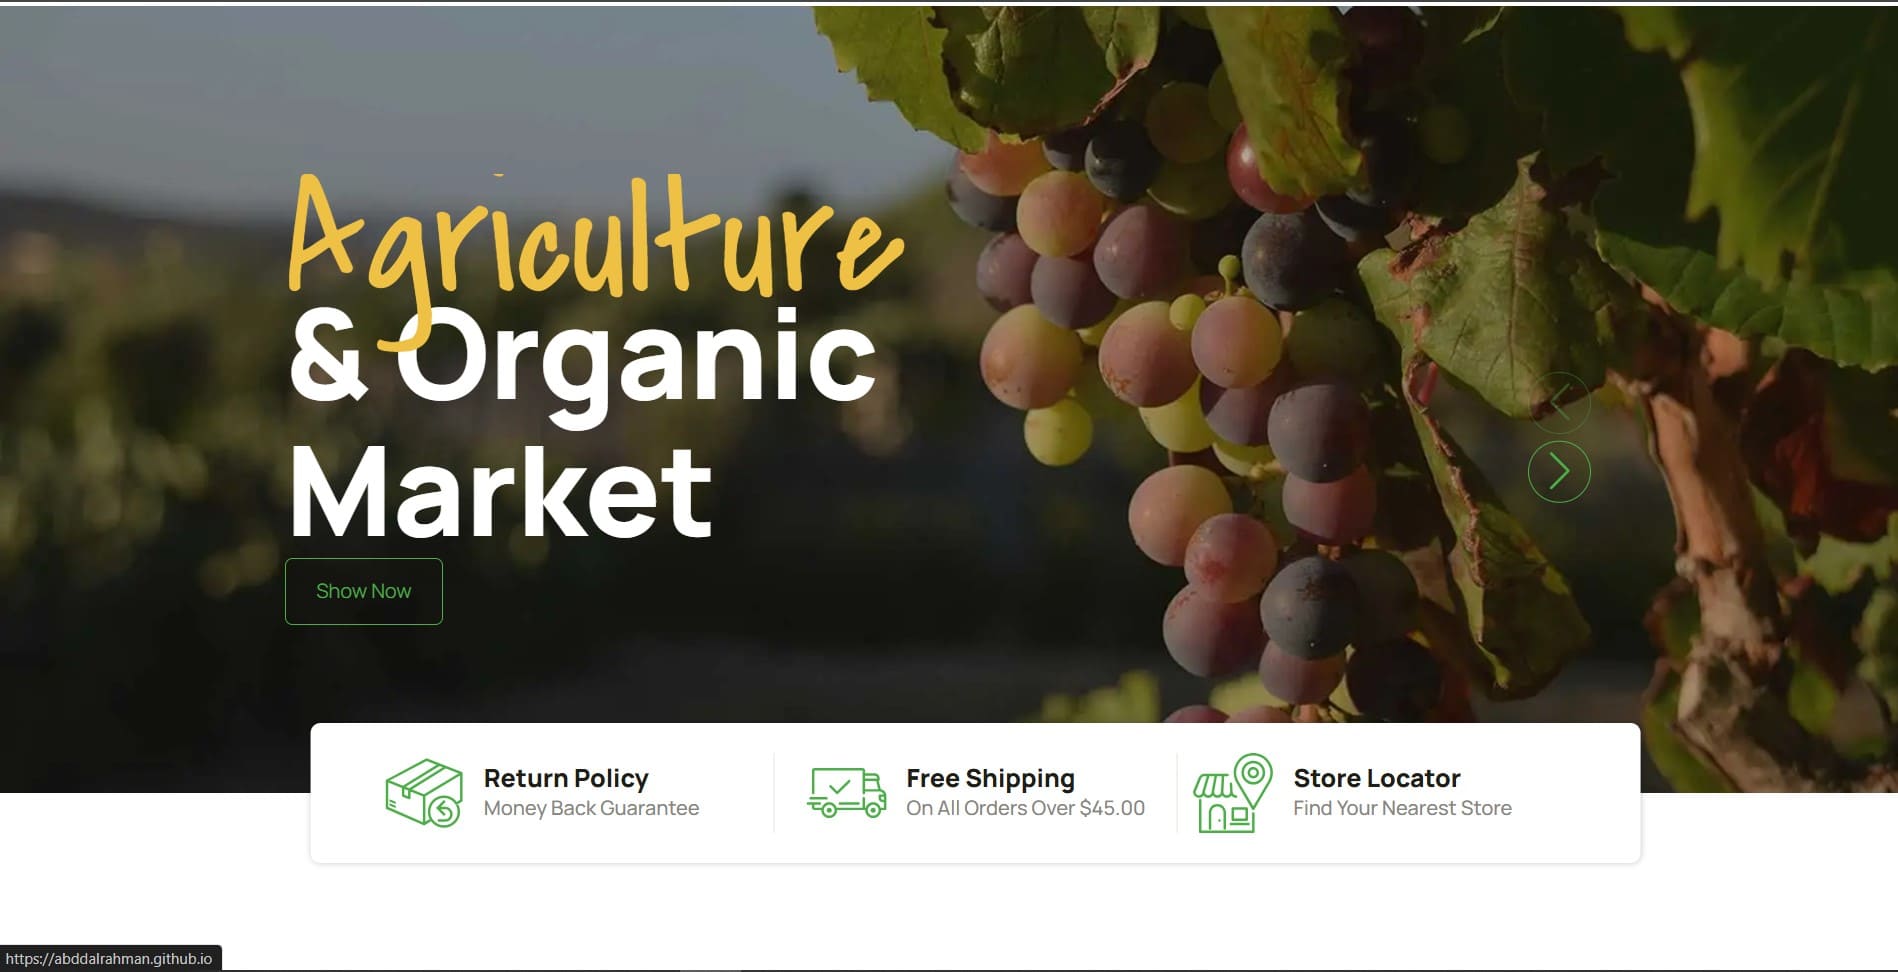 Agriculture
& Organic
Market
Show Now
Return Policy
Money Back Guarantee
Free Shipping
On All Orders Over $45.00
Store Locator
Find Your Nearest Store
https://abddalrahman.github.io